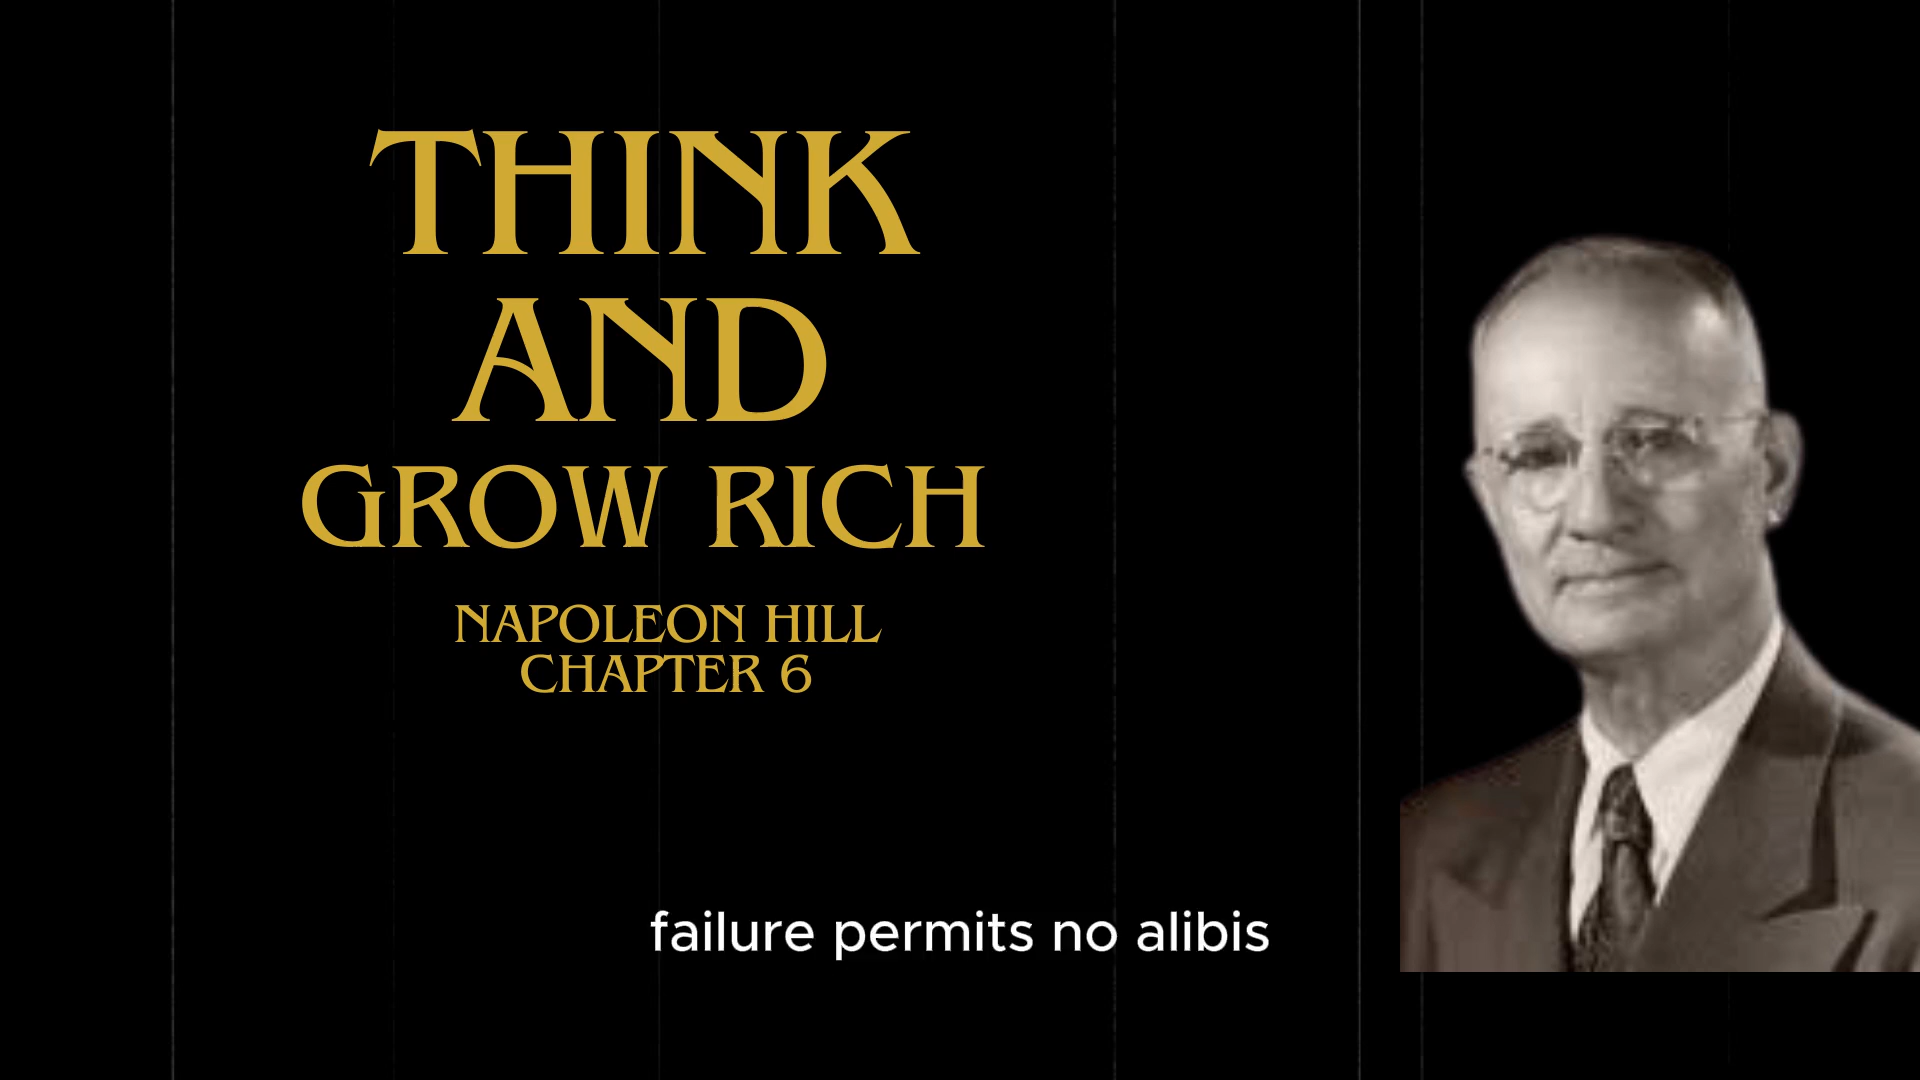 THINK
AND
GROW RICH
NAPOLEON HILL
CHAPTER 6
failure permits no alibis